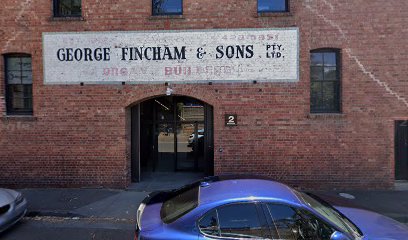 GEORGE FINCHAM & SONS PTY. LTD.
ORGAN BUILDERS
2